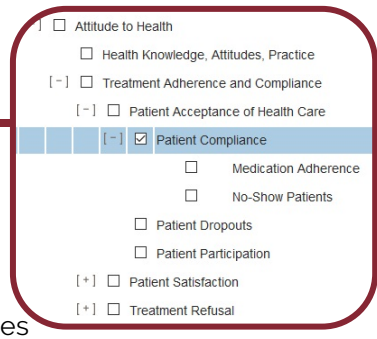 ] Attitude to Health
Health Knowledge, Attitudes, Practice
[-] Treatment Adherence and Compliance
[-] Patient Acceptance of Health Care
[-] Patient Compliance
Medication Adherence
No-Show Patients
Patient Dropouts
Patient Participation
[+] Patient Satisfaction
[+] Treatment Refusal
es